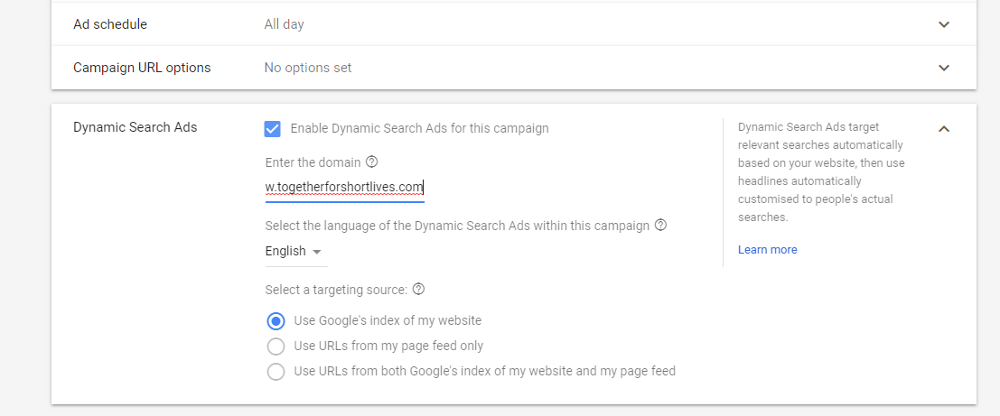 Ad schedule All day
Campaign URL options No options set
Dynamic Search Ads
Enable Dynamic Search Ads for this campaign
Enter the domain
w.togetherforshortlives.com
Select the language of the Dynamic Search Ads within this campaign
English
Select a targeting source:
Use Google's index of my website
Use URLs from my page feed only
Use URLs from both Google's index of my website and my page feed
Dynamic Search Ads target
relevant searches automatically
based on your website, then use
headlines automatically
customised to people's actual
searches.
Learn more